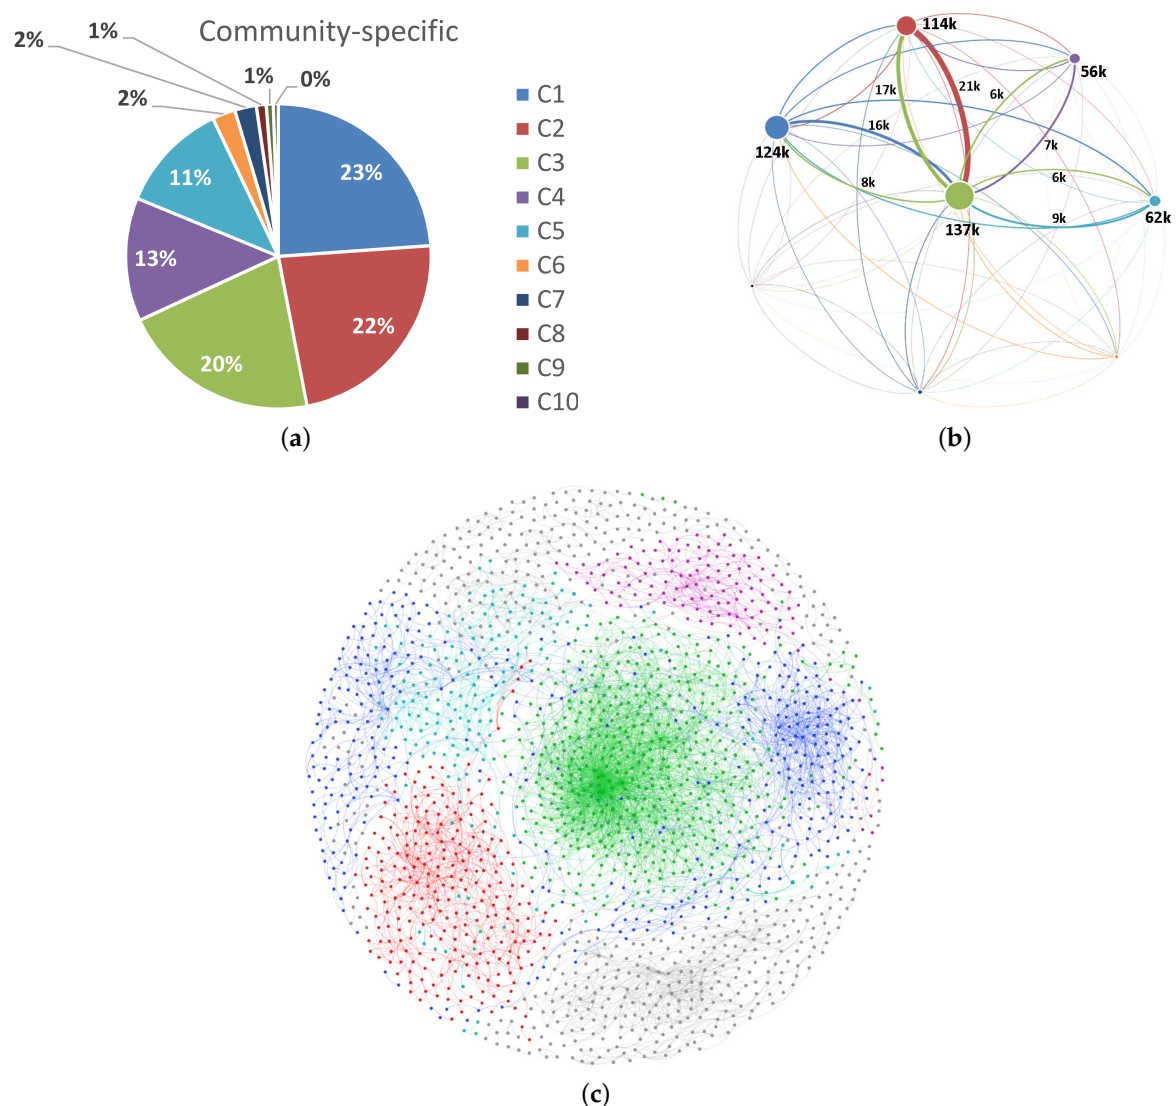 Community-specific
2%
1%
2%
1%
0%
23%
22%
20%
13%
11%
C1
C2
C3
C4
C5
C6
C7
C8
C9
C10
(a)
114k
56k
17k
21k
6k
16k
124k
7k
8k
6k
137k
9k
62k
(b)
(c)